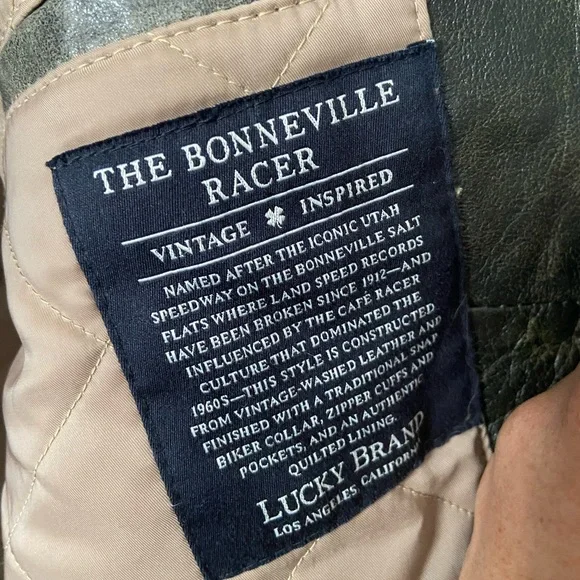 THE BONNEVILLE
RACER
VINTAGE INSPIRED
NAMED AFTER THE ICONIC UTAH
SPEEDWAY ON THE BONNEVILLE SALT
FLATS WHERE LAND SPEED RECORDS
HAVE BEEN BROKEN SINCE 1912—AND
INFLUENCED BY THE CAFÉ RACER
CULTURE THAT DOMINATED THE
1960S—THIS STYLE IS CONSTRUCTED
FROM VINTAGE-WASHED LEATHER AND
FINISHED WITH A TRADITIONAL SNAP
BIKER COLLAR, ZIPPER CUFFS AND
POCKETS, AND AN AUTHENTIC
QUILTED LINING.
LUCKY BRAND
LOS ANGELES, CALIFORNIA